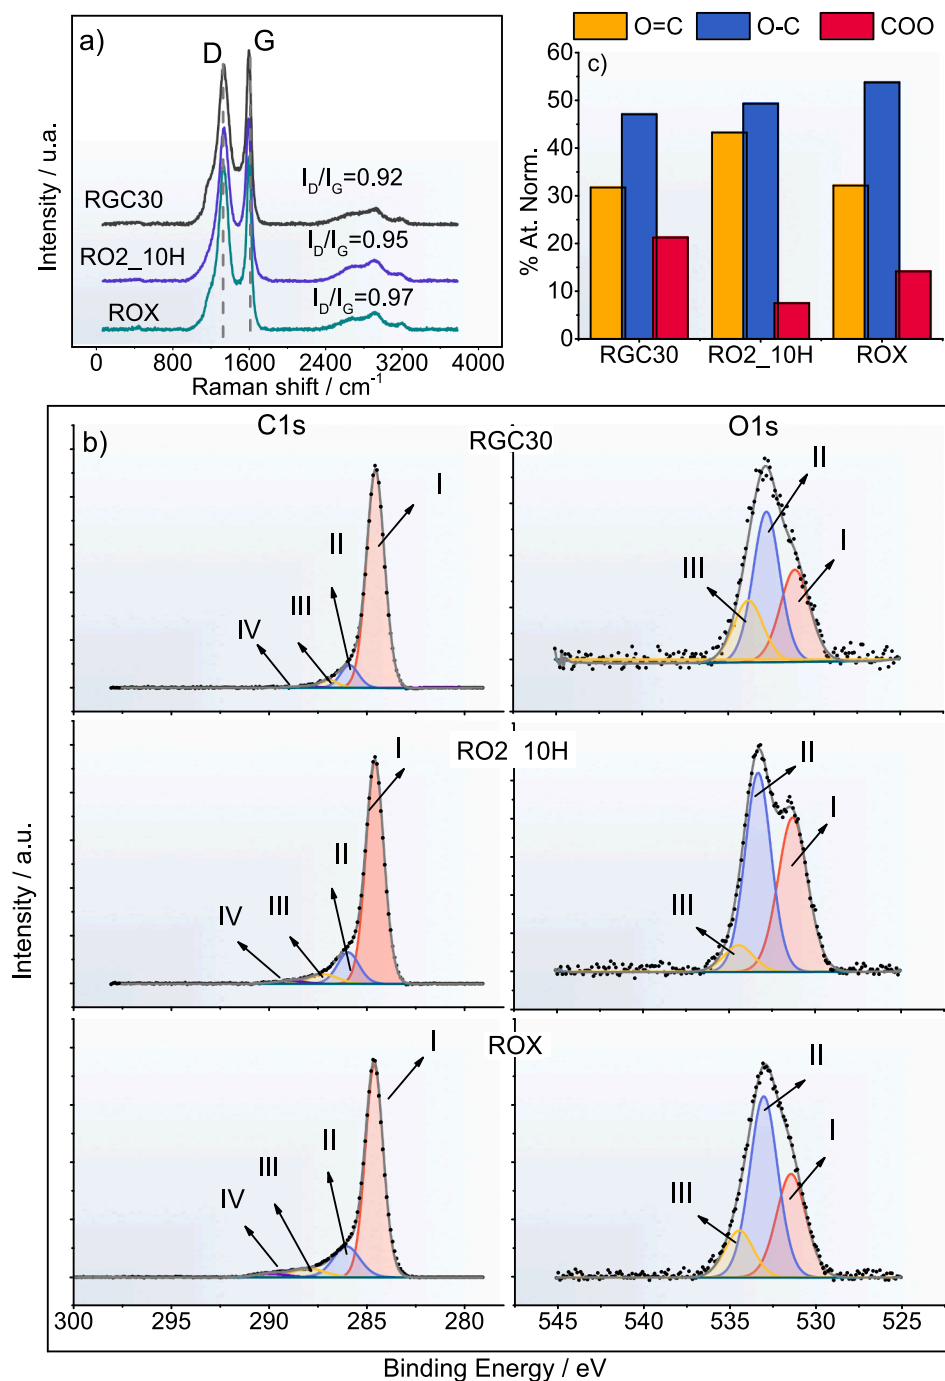 a)
D
G
RGC30
I_D/I_G=0.92
RO2_10H
I_D/I_G=0.95
ROX
I_D/I_G=0.97
Intensity / u.a.
0 800 1600 2400 3200 4000
Raman shift / cm⁻¹
O=C O-C COO
c)
60
50
40
30
20
10
0
% At. Norm.
RGC30 RO2_10H ROX
b)
C1s
O1s
RGC30
I
II
III
IV
II
I
III
RO2_10H
I
II
III
IV
II
I
III
ROX
I
II
III
IV
II
I
III
Intensity / a.u.
300 295 290 285 280
545 540 535 530 525
Binding Energy / eV